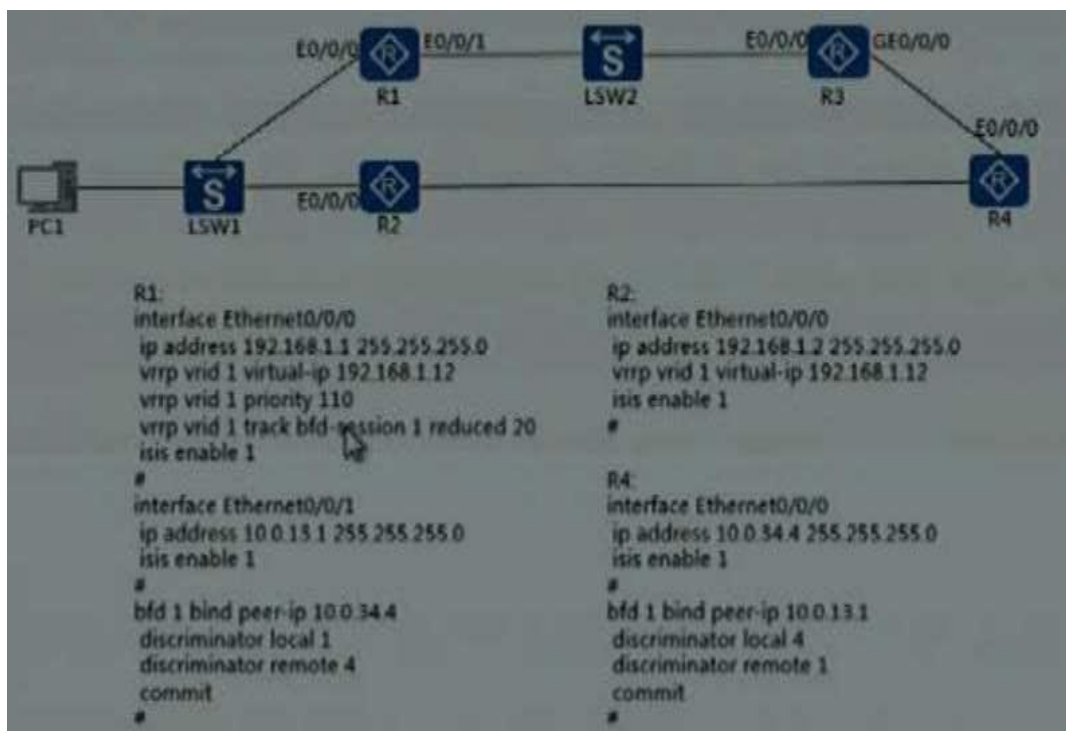 E0/0/0
E0/0/1
E0/0/0
GE0/0/0
R
S
R
R1
LSW2
R3
E0/0/0
S
E0/0/0
R
R
PC1
LSW1
R2
R4
R1:
interface Ethernet0/0/0
ip address 192.168.1.1 255.255.255.0
vrrp vrid 1 virtual-ip 192.168.1.12
vrrp vrid 1 priority 110
vrrp vrid 1 track bfd-session 1 reduced 20
isis enable 1
#
interface Ethernet0/0/1
ip address 10.0.13.1 255.255.255.0
isis enable 1
#
bfd 1 bind peer-ip 10.0.34.4
discriminator local 1
discriminator remote 4
commit
#
R2:
interface Ethernet0/0/0
ip address 192.168.1.2 255.255.255.0
vrrp vrid 1 virtual-ip 192.168.1.12
isis enable 1
#
R4:
interface Ethernet0/0/0
ip address 10.0.34.4 255.255.255.0
isis enable 1
#
bfd 1 bind peer-ip 10.0.13.1
discriminator local 4
discriminator remote 1
commit
#